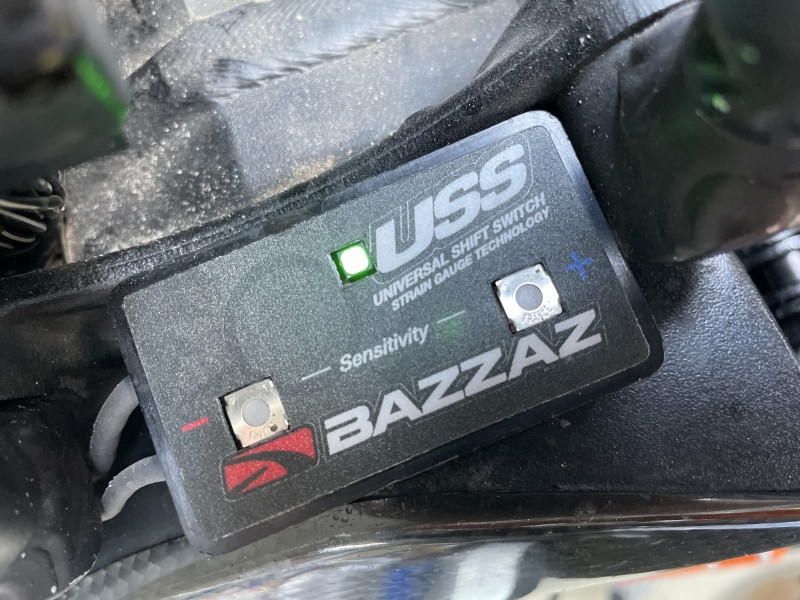 USS
UNIVERSAL SHIFT SWITCH
STRAIN GAUGE TECHNOLOGY
+
Sensitivity
-
BAZZAZ